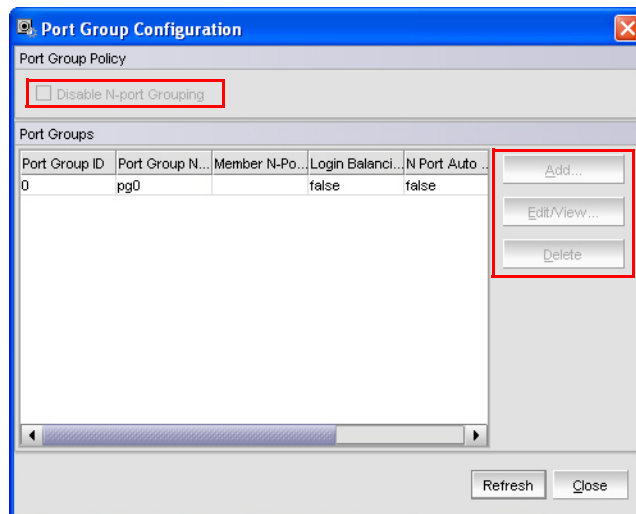 Port Group Configuration
Port Group Policy
Disable N-port Grouping
Port Groups
Port Group ID Port Group N... Member N-Po... Login Balanci... N Port Auto ..
0 pg0 false false
Add...
Edit/View...
Delete
Refresh Close